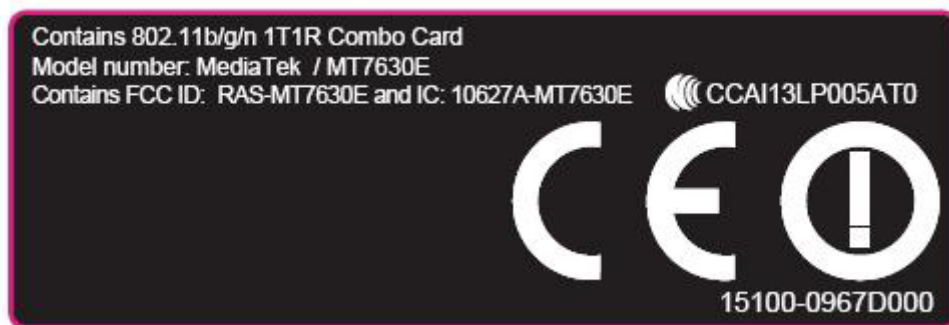 Contains 802.11b/g/n 1T1R Combo Card
Model number: MediaTek / MT7630E
Contains FCC ID: RAS-MT7630E and IC: 10627A-MT7630E CCAI13LP005AT0
CE
15100-0967D000